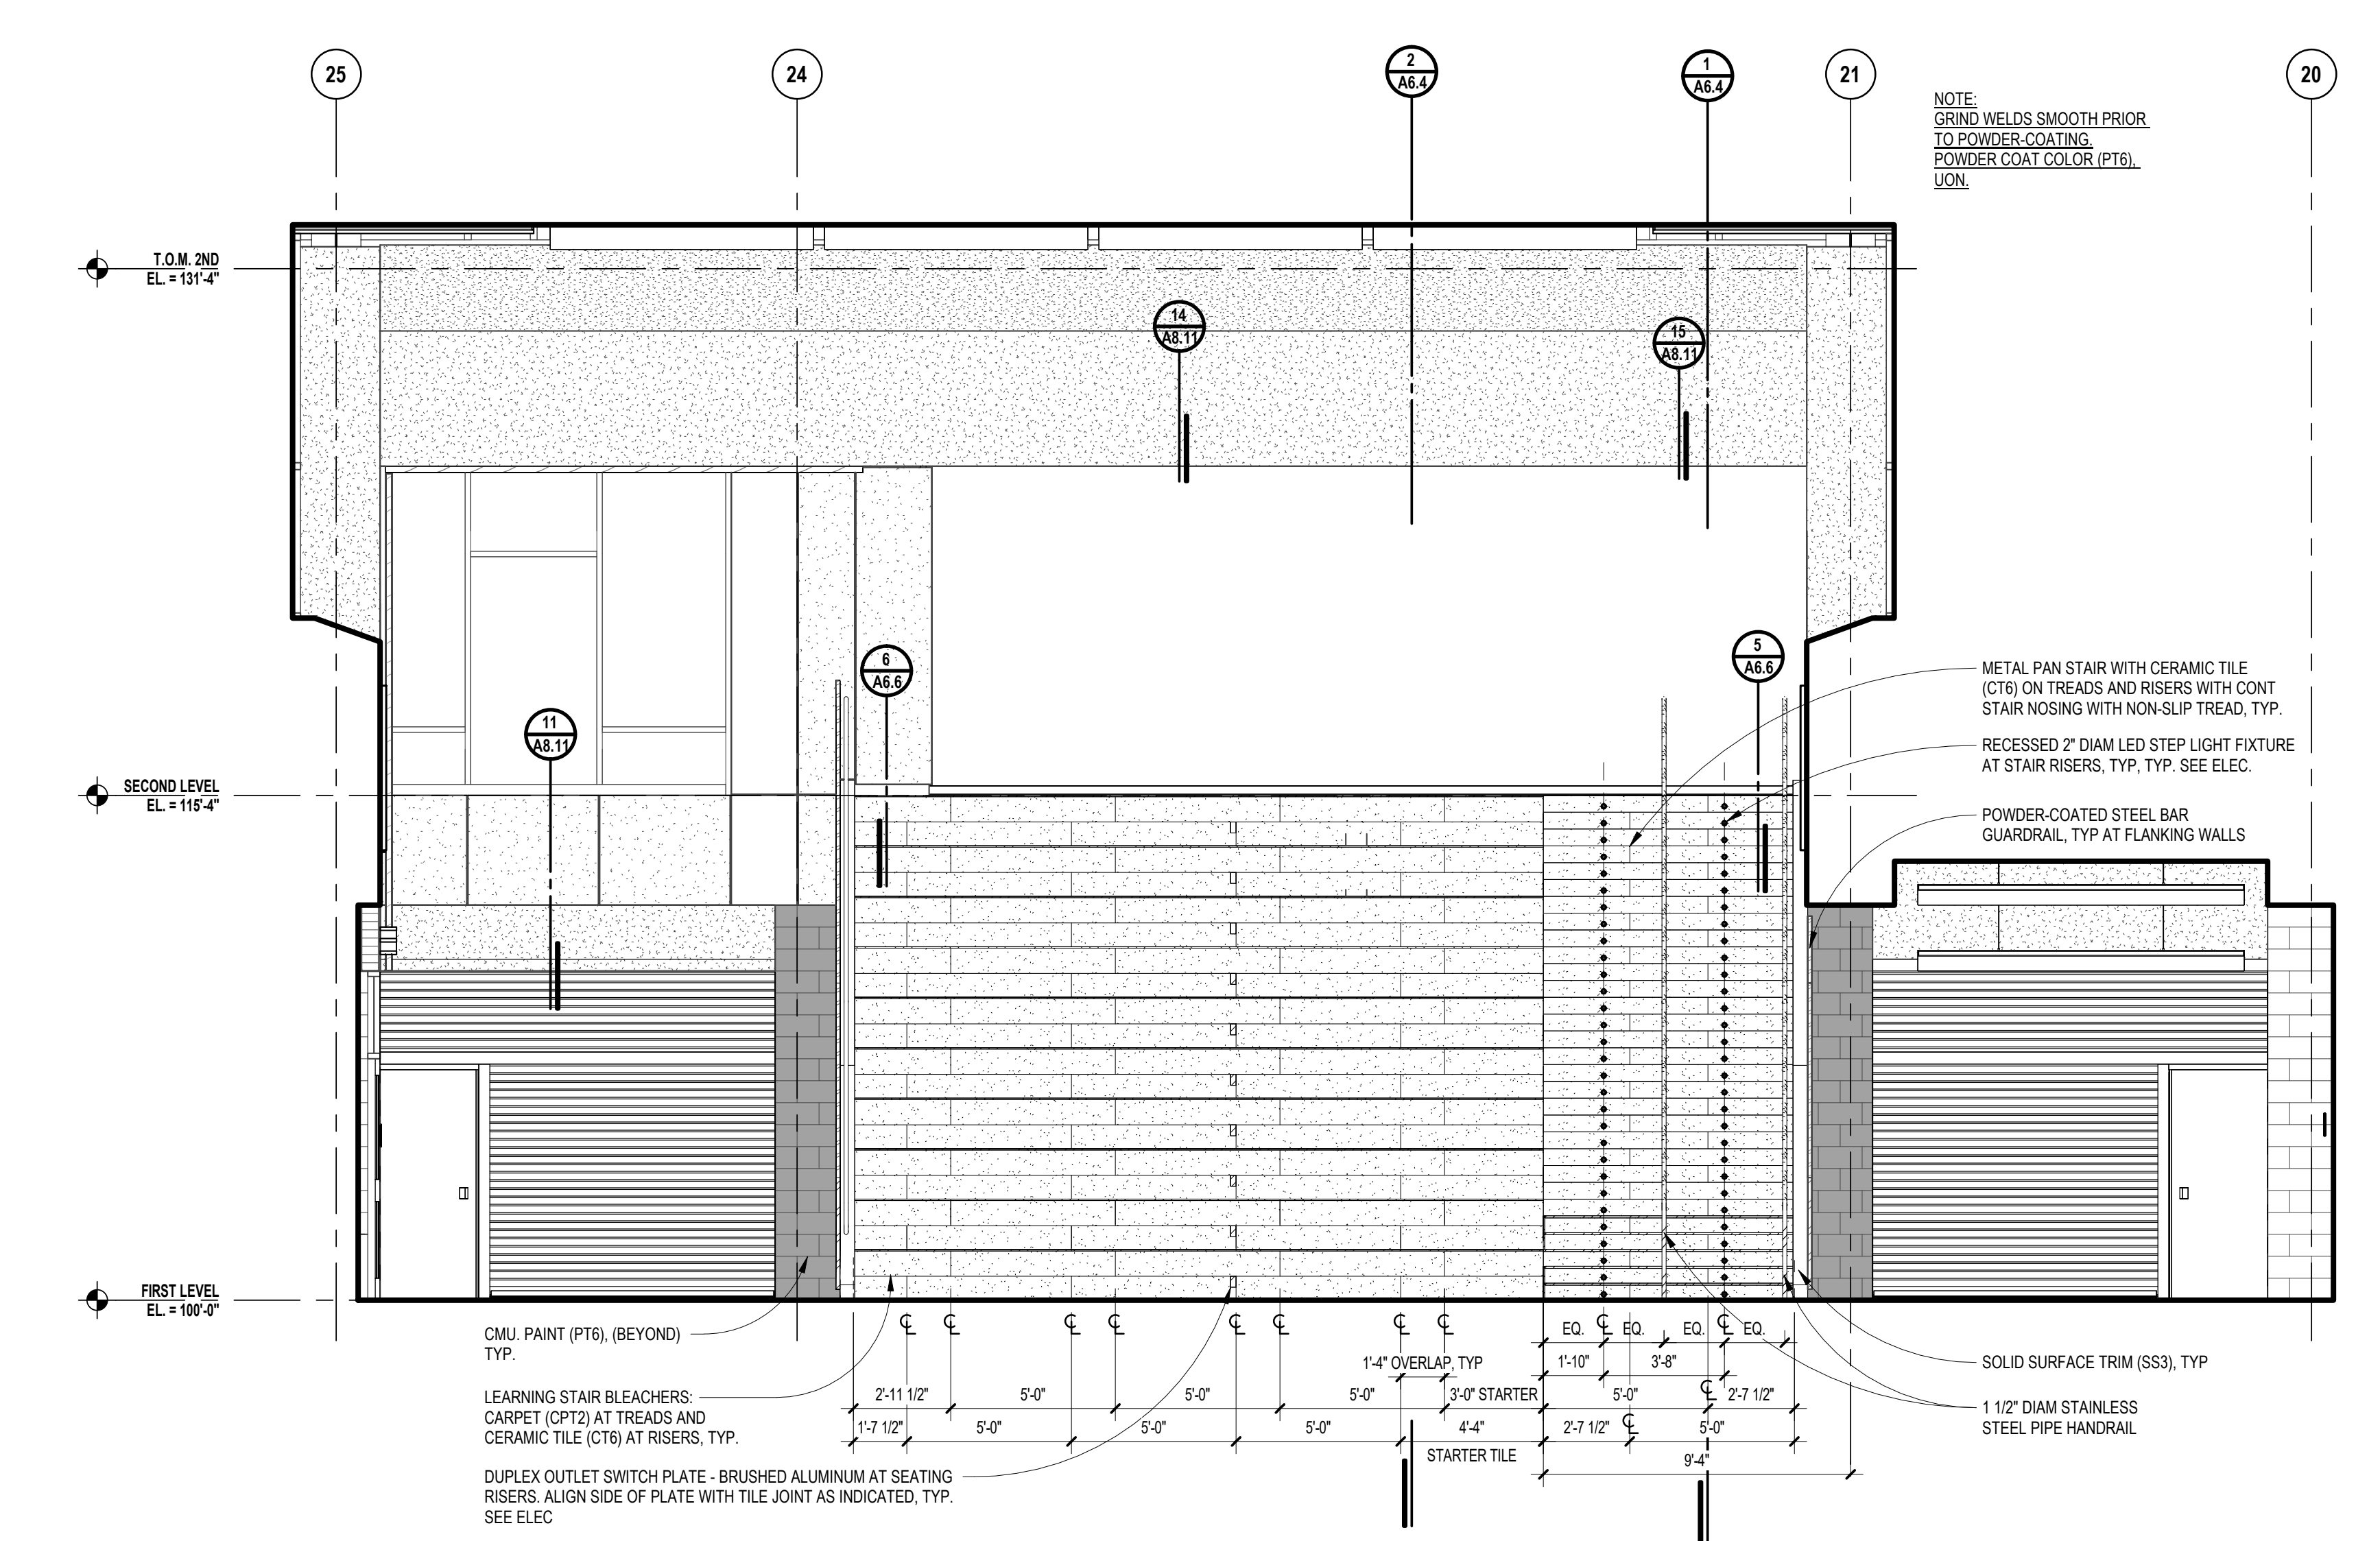 25
24
2
A6.4
1
A6.4
21
20
NOTE:
GRIND WELDS SMOOTH PRIOR
TO POWDER-COATING.
POWDER COAT COLOR (PT6),
UON.
T.O.M. 2ND
EL. = 131'-4"
14
A8.11
15
A8.11
6
A6.6
5
A6.6
11
A8.11
METAL PAN STAIR WITH CERAMIC TILE
(CT6) ON TREADS AND RISERS WITH CONT
STAIR NOSING WITH NON-SLIP TREAD, TYP.
RECESSED 2" DIAM LED STEP LIGHT FIXTURE
AT STAIR RISERS, TYP, TYP. SEE ELEC.
SECOND LEVEL
EL. = 115'-4"
POWDER-COATED STEEL BAR
GUARDRAIL, TYP AT FLANKING WALLS
FIRST LEVEL
EL. = 100'-0"
CMU. PAINT (PT6), (BEYOND)
TYP.
LEARNING STAIR BLEACHERS:
CARPET (CPT2) AT TREADS AND
CERAMIC TILE (CT6) AT RISERS, TYP.
DUPLEX OUTLET SWITCH PLATE - BRUSHED ALUMINUM AT SEATING
RISERS. ALIGN SIDE OF PLATE WITH TILE JOINT AS INDICATED, TYP.
SEE ELEC
℄ ℄ ℄ ℄ ℄ ℄ ℄ ℄
EQ. ℄ EQ. EQ. ℄ EQ.
1'-4" OVERLAP, TYP 1'-10" 3'-8"
2'-11 1/2" 5'-0" 5'-0" 5'-0" 3'-0" STARTER 5'-0" ℄ 2'-7 1/2"
1'-7 1/2" 5'-0" 5'-0" 5'-0" 4'-4" 2'-7 1/2" ℄ 5'-0"
STARTER TILE
9'-4"
SOLID SURFACE TRIM (SS3), TYP
1 1/2" DIAM STAINLESS
STEEL PIPE HANDRAIL